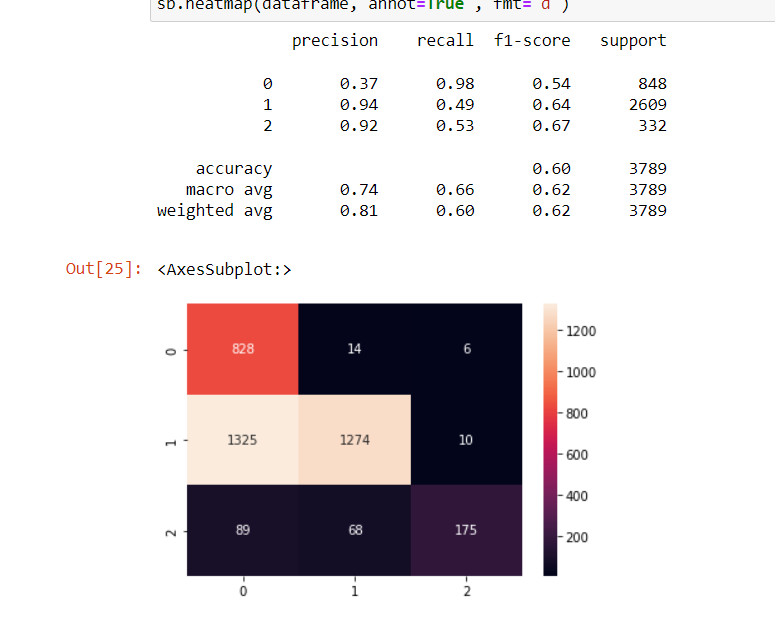 sb.heatmap(dataframe, annot=True , fmt="d")
precision recall f1-score support
0 0.37 0.98 0.54 848
1 0.94 0.49 0.64 2609
2 0.92 0.53 0.67 332
accuracy 0.60 3789
macro avg 0.74 0.66 0.62 3789
weighted avg 0.81 0.60 0.62 3789
Out[25]: <AxesSubplot:>
0 828 14 6
1 1325 1274 10
2 89 68 175
0 1 2
1200
1000
800
600
400
200